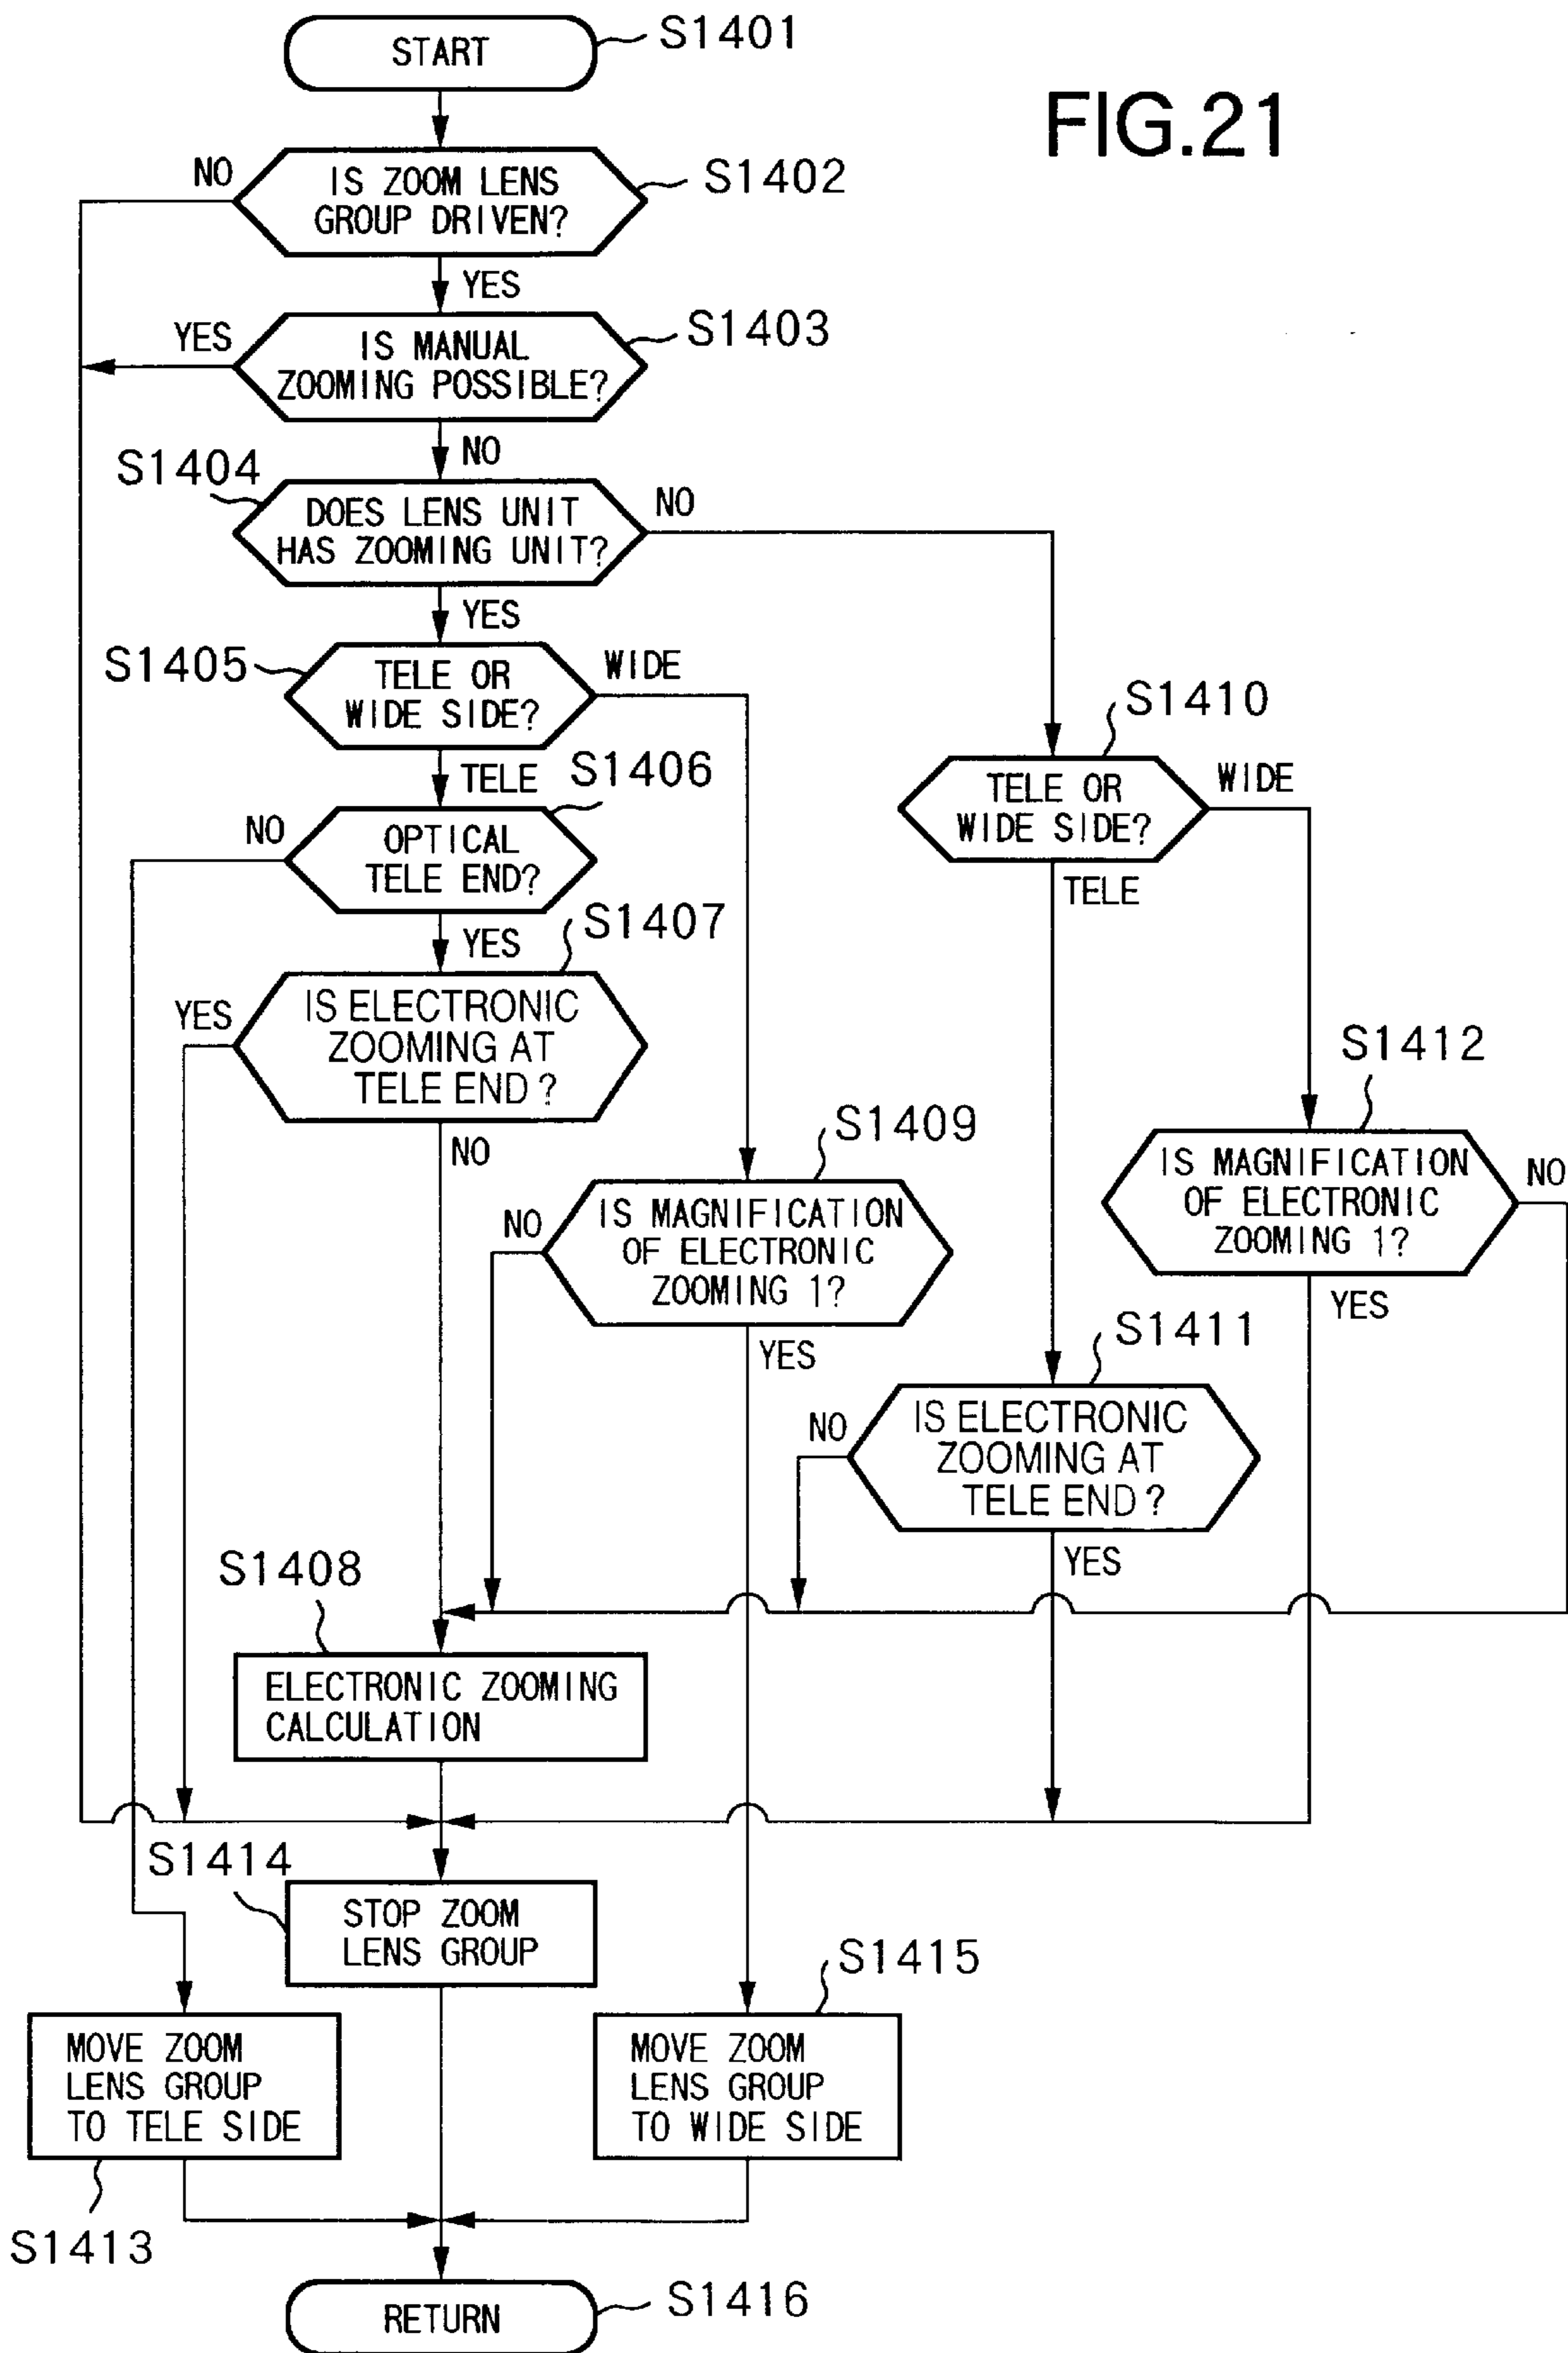 START
S1401
FIG.21
NO
IS ZOOM LENS
GROUP DRIVEN?
S1402
YES
YES
IS MANUAL
ZOOMING POSSIBLE?
S1403
NO
S1404
DOES LENS UNIT
HAS ZOOMING UNIT?
NO
YES
S1405
TELE OR
WIDE SIDE?
WIDE
TELE
S1406
NO
OPTICAL
TELE END?
YES
S1407
YES
IS ELECTRONIC
ZOOMING AT
TELE END?
NO
S1410
TELE OR
WIDE SIDE?
WIDE
TELE
S1409
NO
IS MAGNIFICATION
OF ELECTRONIC
ZOOMING 1?
YES
S1412
IS MAGNIFICATION
OF ELECTRONIC
ZOOMING 1?
NO
YES
S1411
NO
IS ELECTRONIC
ZOOMING AT
TELE END?
YES
S1408
ELECTRONIC ZOOMING
CALCULATION
S1414
STOP ZOOM
LENS GROUP
S1415
MOVE ZOOM
LENS GROUP
TO TELE SIDE
MOVE ZOOM
LENS GROUP
TO WIDE SIDE
S1413
RETURN
S1416